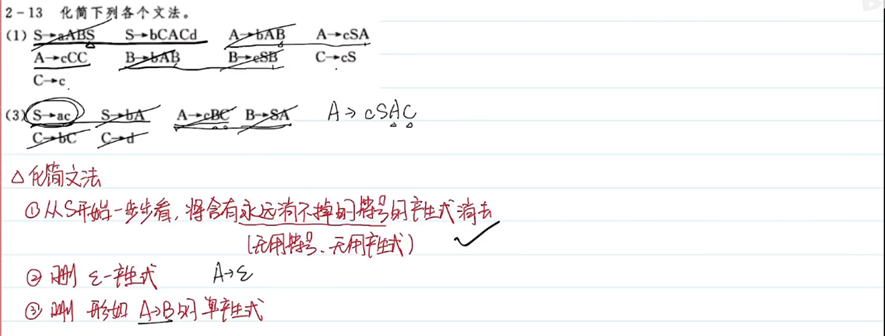 2-13 化简下列各个文法。
(1) S→aABS S→bCACd A→bAB A→cSA
A→cCC B→bAB B→cSB C→cS
C→c
(3) S→ac S→bA A→cBC B→SA A→cSAC
C→bC C→d
△化简文法
①从S开始一步步看,将含有永远消不掉的符号的产生式消去
(无用符号、无用产生式) ✓
②删 ε-产生式 A→ε
③删 形如 A→B的单产生式